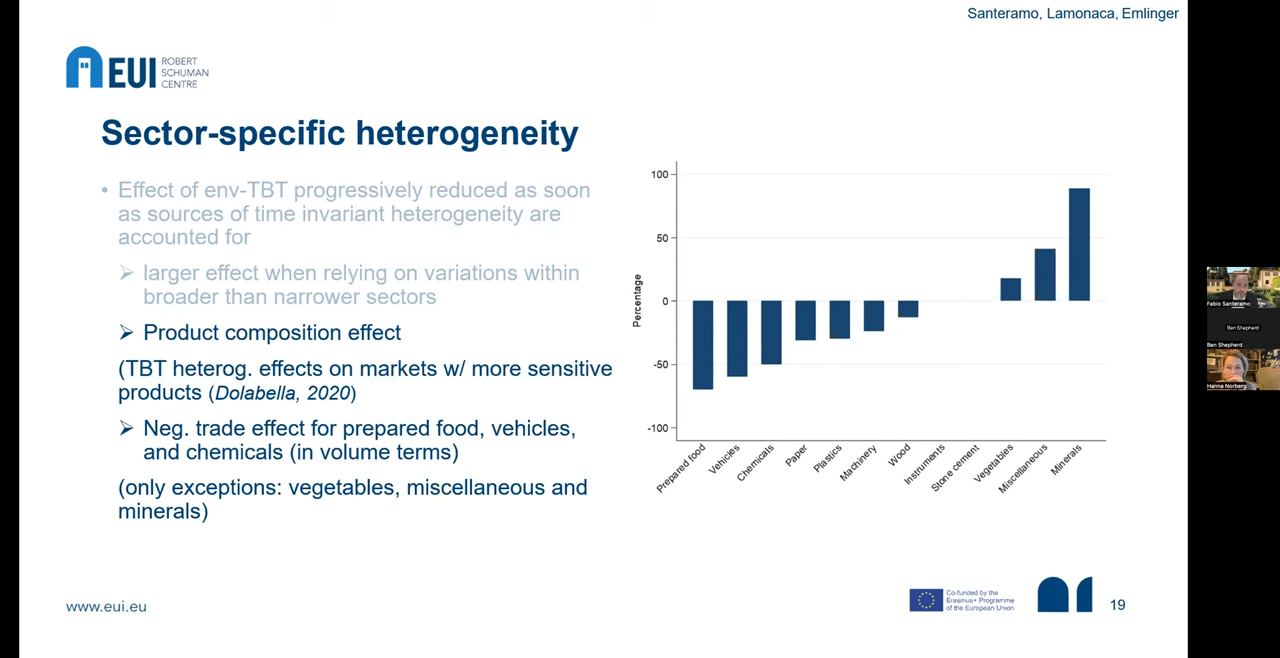 Santeramo, Lamonaca, Emlinger
EUI
ROBERT
SCHUMAN
CENTRE
Sector-specific heterogeneity
• Effect of env-TBT progressively reduced as soon
as sources of time invariant heterogeneity are
accounted for
➢ larger effect when relying on variations within
broader than narrower sectors
➢ Product composition effect
(TBT heterog. effects on markets w/ more sensitive
products (Dolabella, 2020)
➢ Neg. trade effect for prepared food, vehicles,
and chemicals (in volume terms)
(only exceptions: vegetables, miscellaneous and
minerals)
Percentage
100
50
0
-50
-100
Prepared food
Vehicles
Chemicals
Paper
Plastics
Machinery
Wood
Instruments
Stone cement
Vegetables
Miscellaneous
Minerals
Fabio Santeramo
Ben Shepherd
Ben Shepherd
Hanna Norberg
www.eui.eu
Co-funded by the
Erasmus+ Programme
of the European Union
19